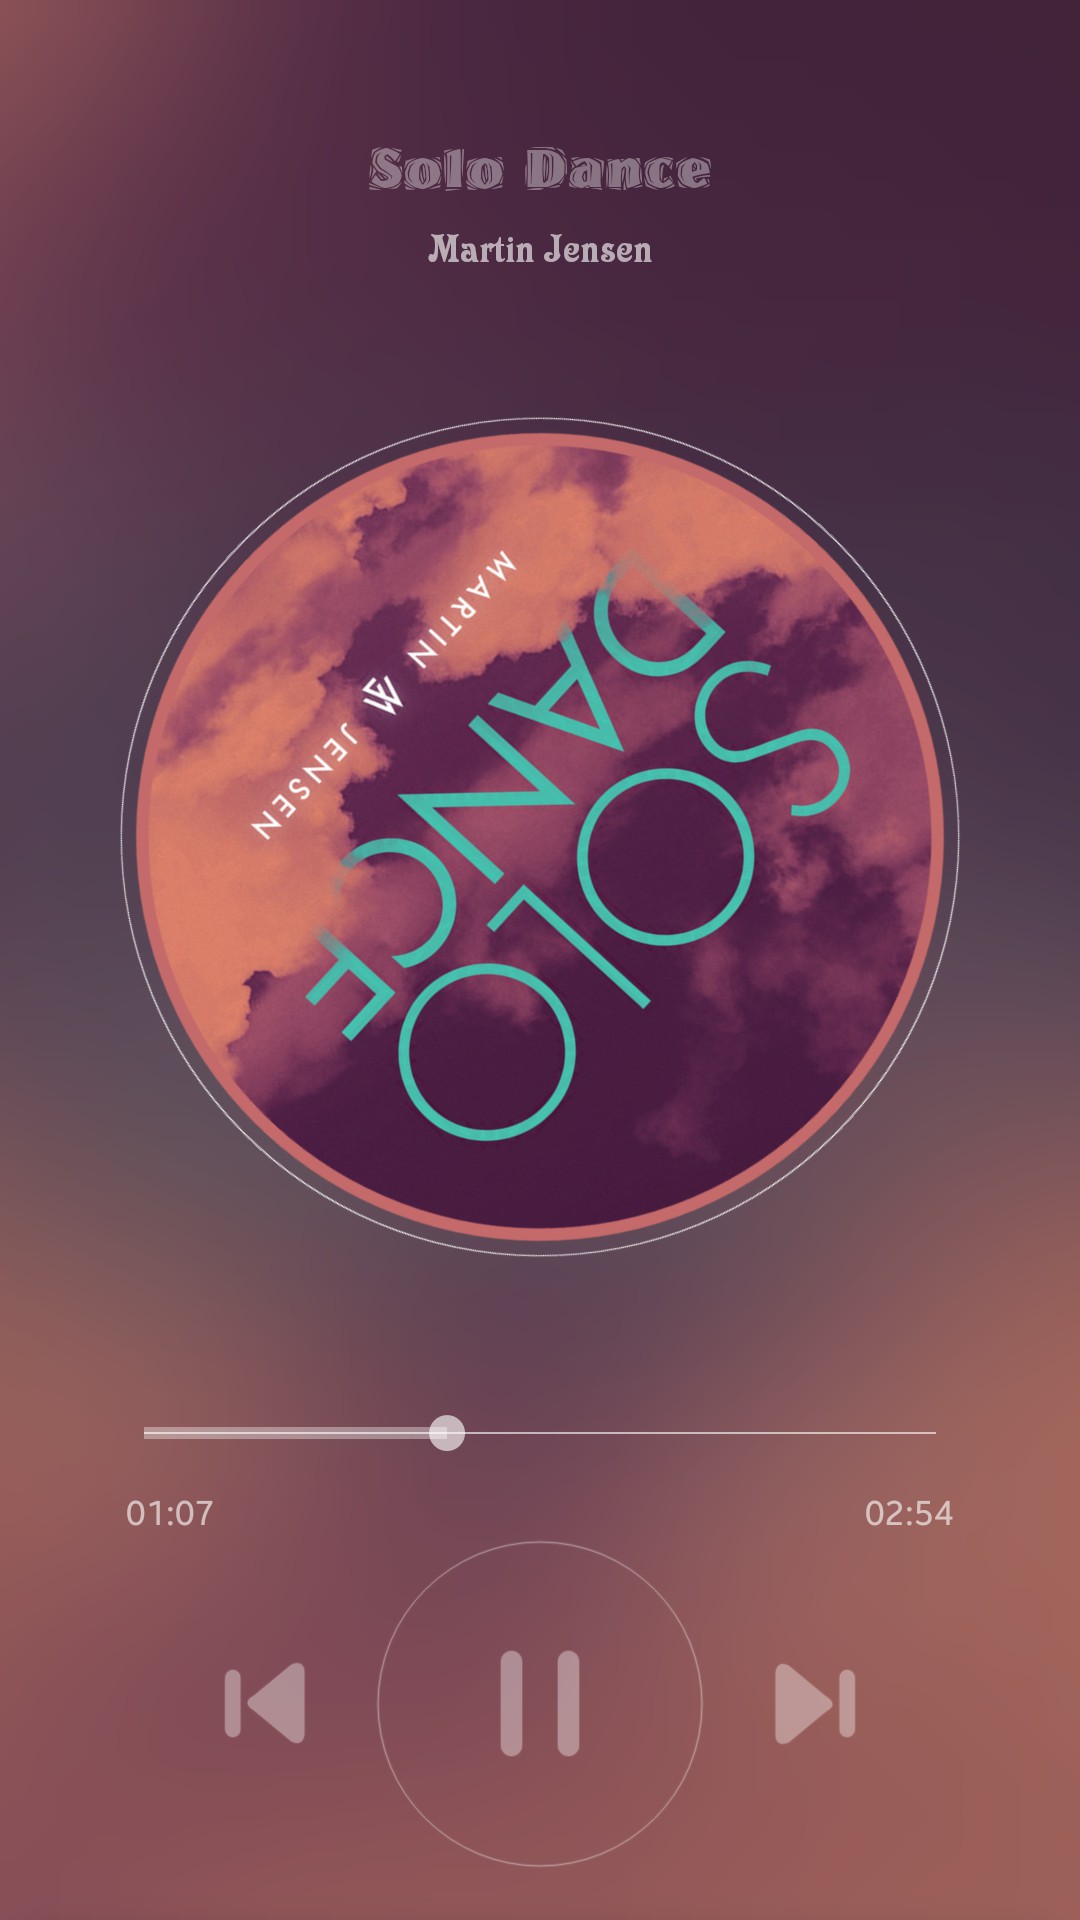 Solo Dance
Martin Jensen
MARTIN JENSEN
SOLO
DANCE
01:07
02:54